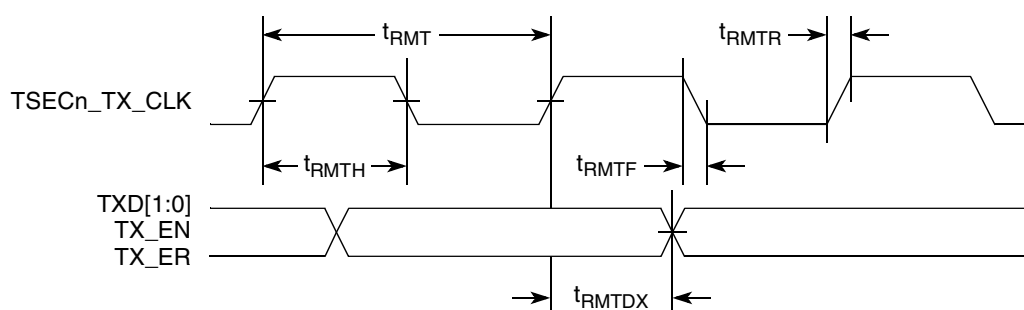 tRMT
tRMTR
TSECn_TX_CLK
tRMTH
tRMTF
TXD[1:0]
TX_EN
TX_ER
tRMTDX